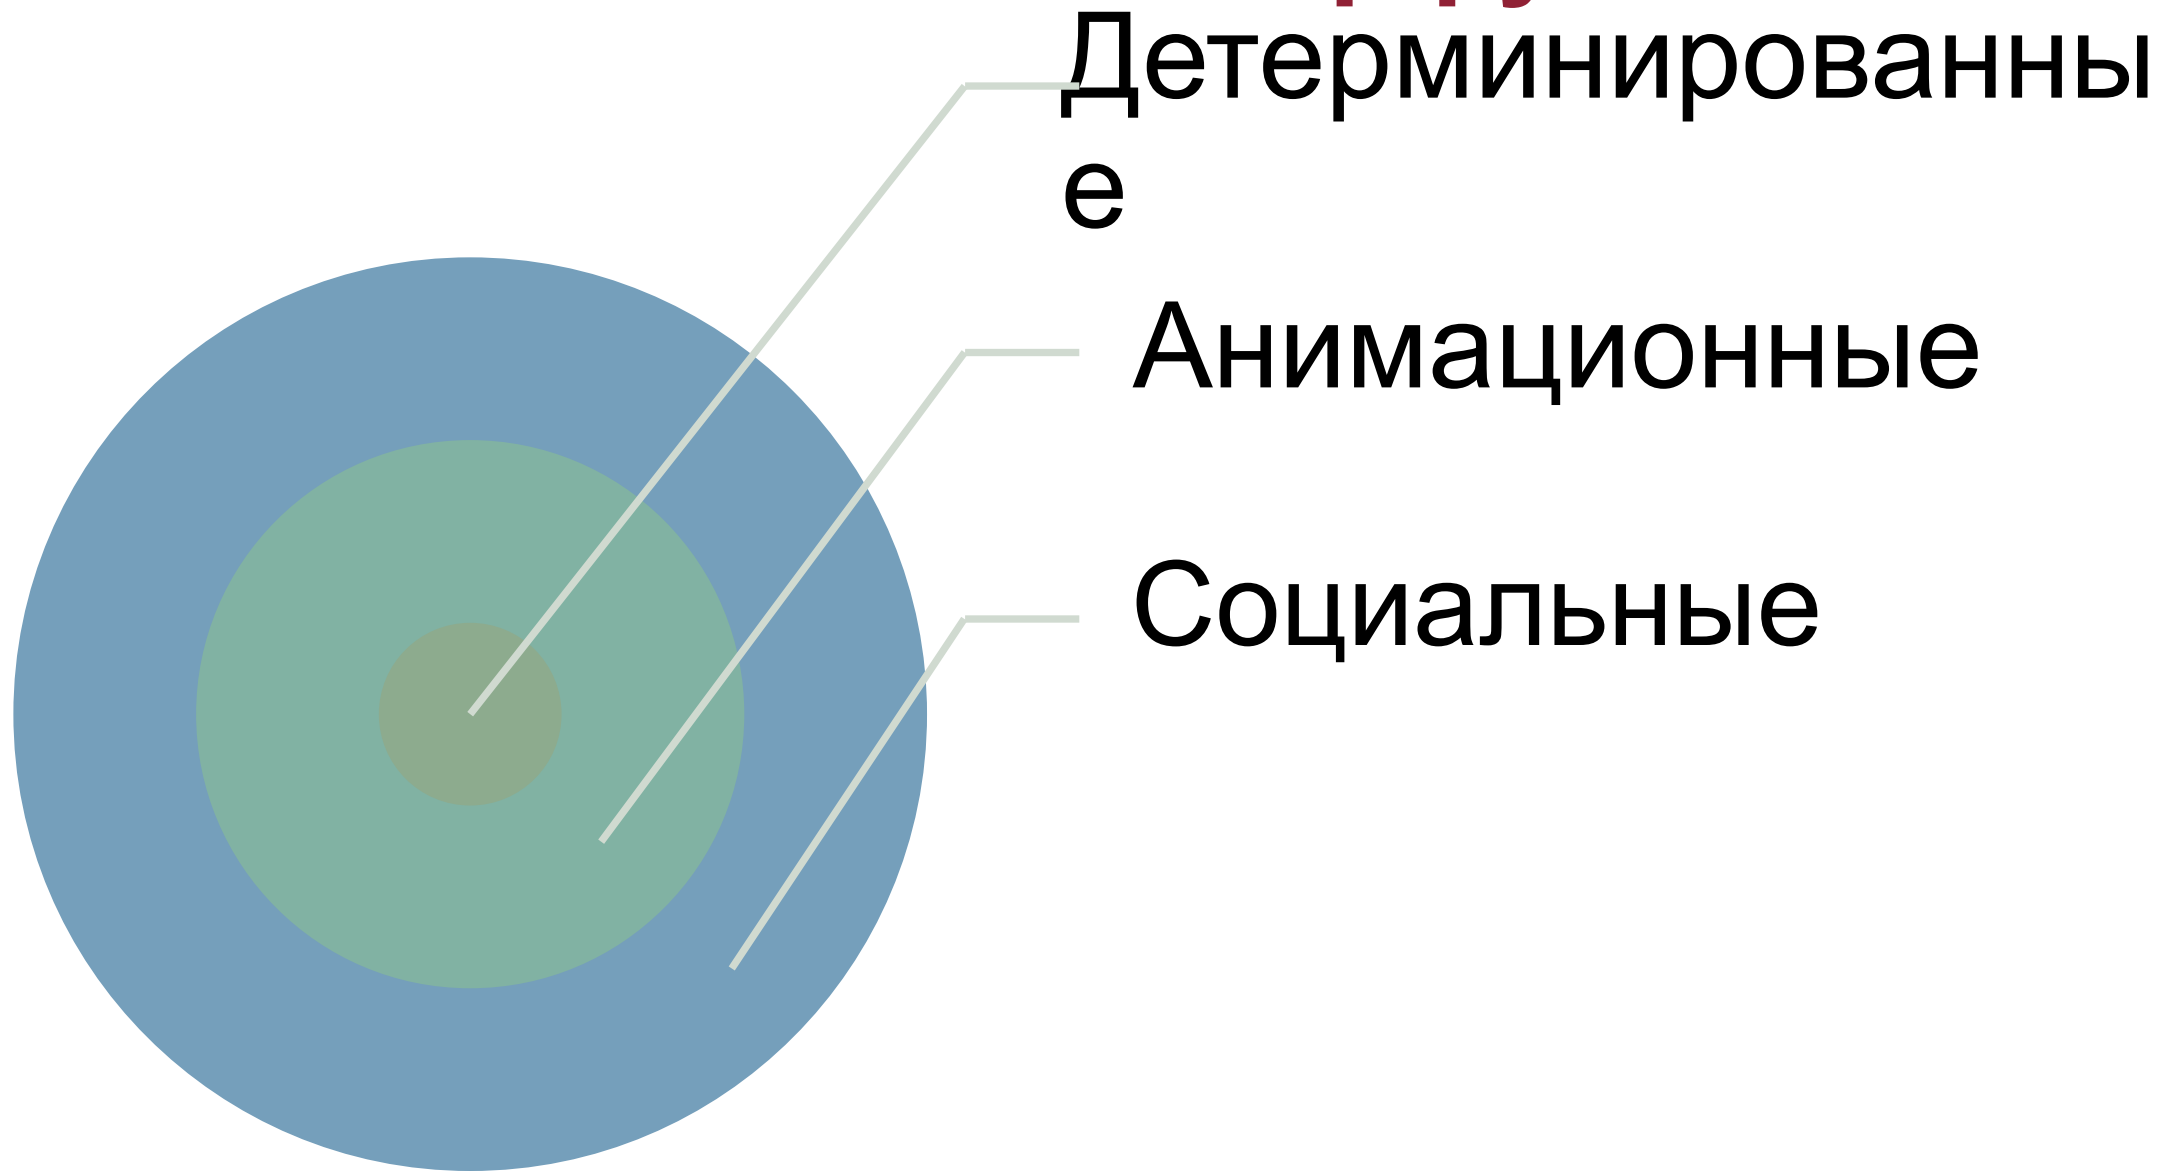 Детерминированны
е
Анимационные
Социальные